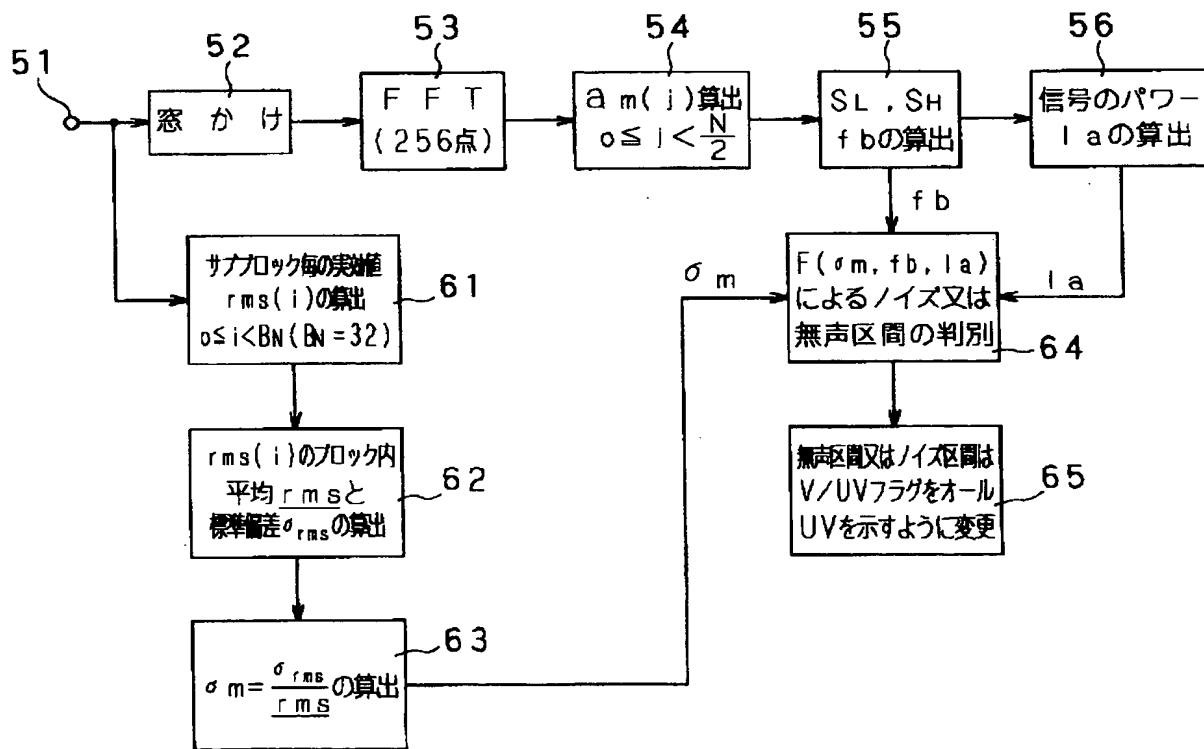 51
52
窓 か け
53
F F T
(256点)
54
am(j)算出
o≦j<N/2
55
SL,SH
fbの算出
56
信号のパワー
laの算出
fb
サブブロック毎の実効値
rms(i)の算出
o≦i<BN(BN=32)
61
σm
F(σm,fb,la)
によるノイズ又は
無声区間の判別
la
64
rms(i)のブロック内
平均rmsと
標準偏差σrmsの算出
62
無声区間又はノイズ区間は
V/UVフラグをオール
UVを示すように変更
65
σm=σrms/rmsの算出
63